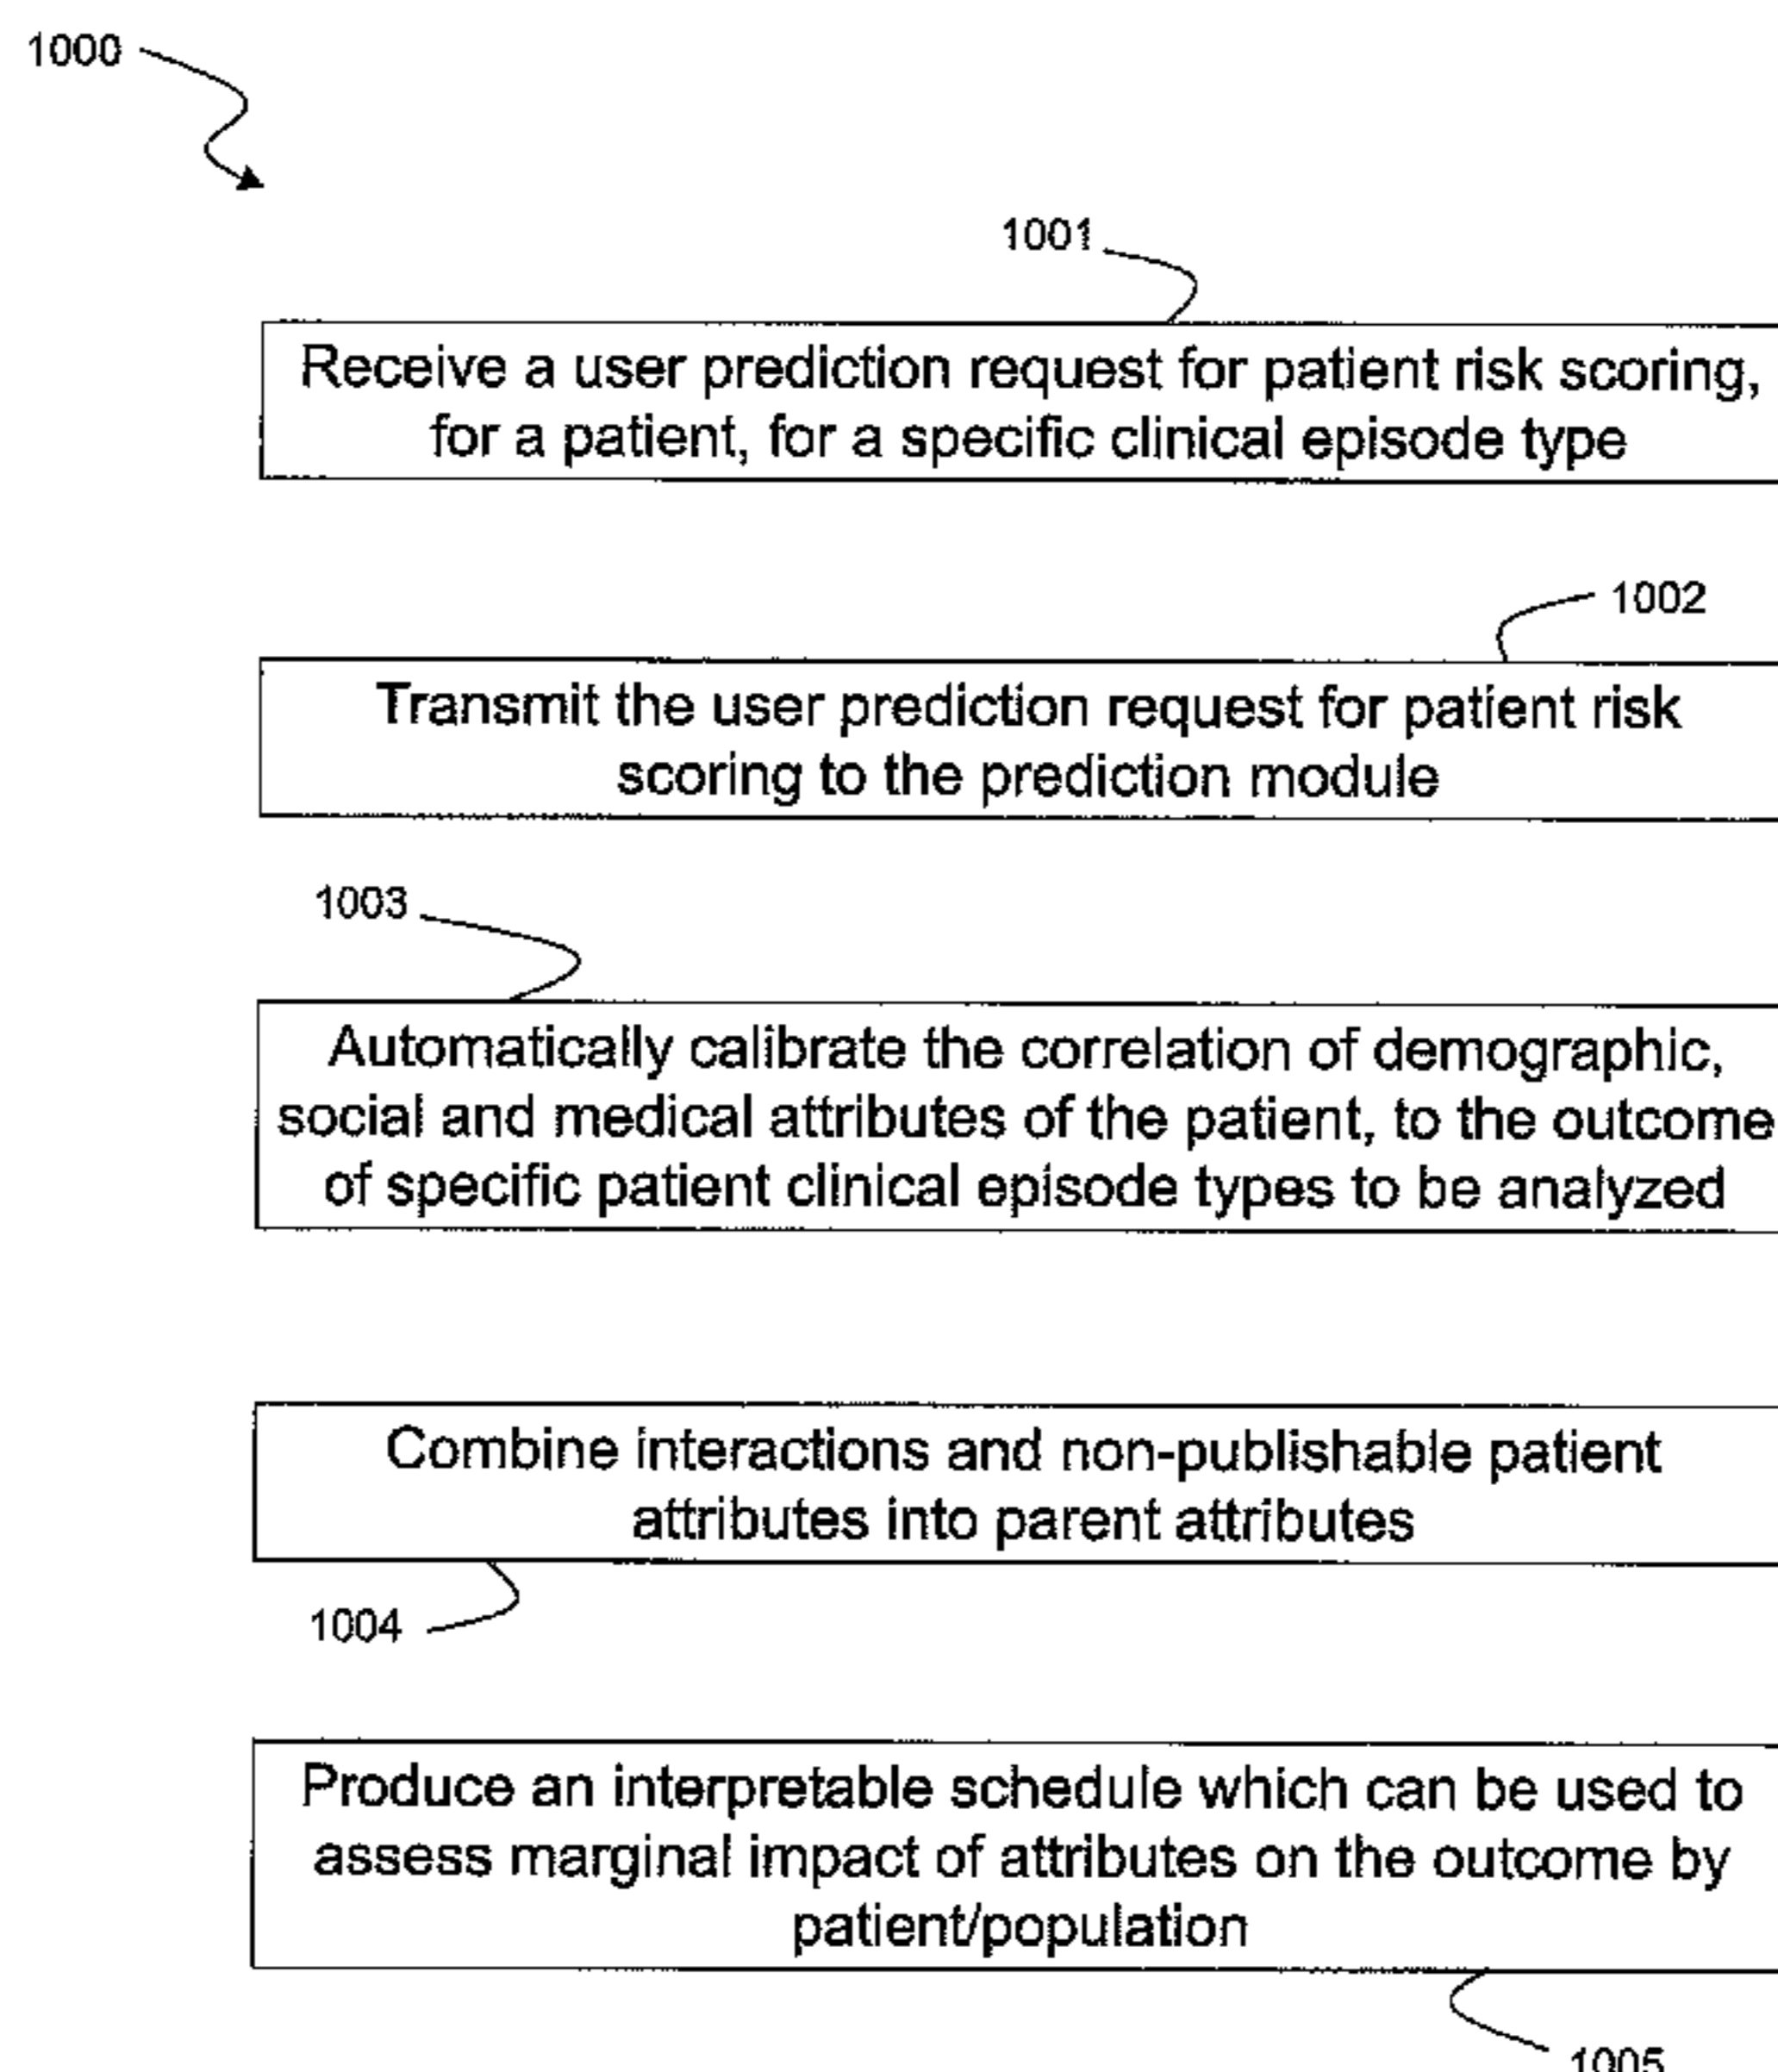 1000
1001
Receive a user prediction request for patient risk scoring,
for a patient, for a specific clinical episode type
1002
Transmit the user prediction request for patient risk
scoring to the prediction module
1003
Automatically calibrate the correlation of demographic,
social and medical attributes of the patient, to the outcome
of specific patient clinical episode types to be analyzed
Combine interactions and non-publishable patient
attributes into parent attributes
1004
Produce an interpretable schedule which can be used to
assess marginal impact of attributes on the outcome by
patient/population
1005